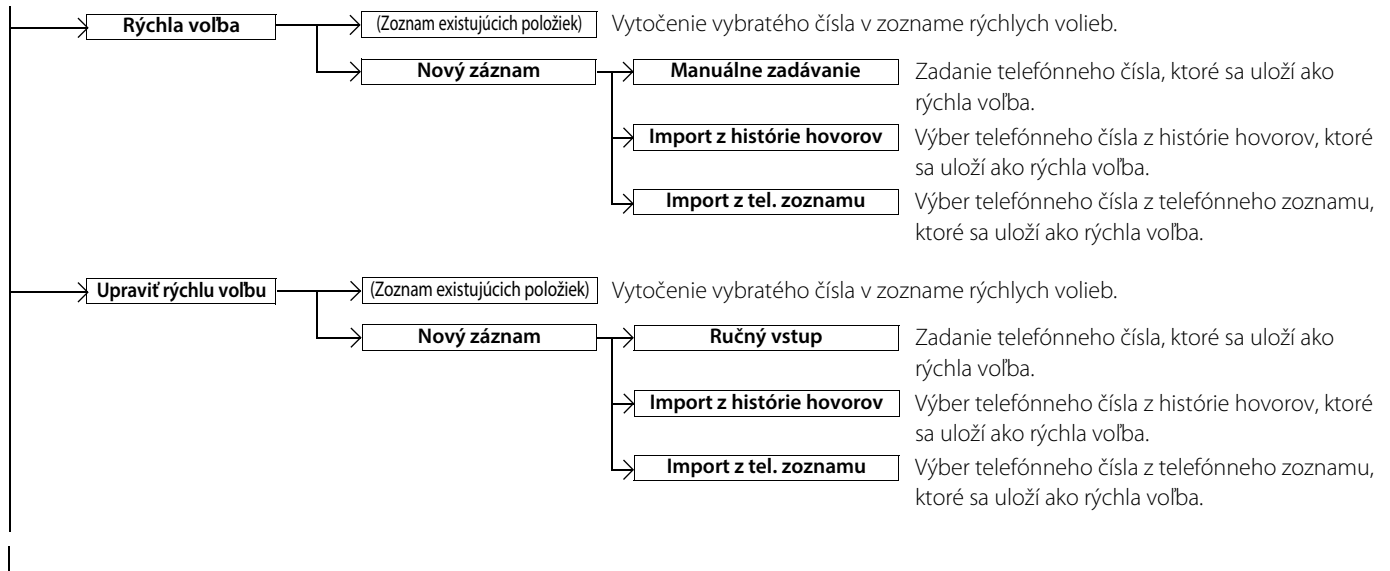 Rýchla voľba
(Zoznam existujúcich položiek)
Vytočenie vybratého čísla v zozname rýchlych volieb.
Nový záznam
Manuálne zadávanie
Zadanie telefónneho čísla, ktoré sa uloží ako
rýchla voľba.
Import z histórie hovorov
Výber telefónneho čísla z histórie hovorov, ktoré
sa uloží ako rýchla voľba.
Import z tel. zoznamu
Výber telefónneho čísla z telefónneho zoznamu,
ktoré sa uloží ako rýchla voľba.
Upraviť rýchlu voľbu
(Zoznam existujúcich položiek)
Vytočenie vybratého čísla v zozname rýchlych volieb.
Nový záznam
Ručný vstup
Zadanie telefónneho čísla, ktoré sa uloží ako
rýchla voľba.
Import z histórie hovorov
Výber telefónneho čísla z histórie hovorov, ktoré
sa uloží ako rýchla voľba.
Import z tel. zoznamu
Výber telefónneho čísla z telefónneho zoznamu,
ktoré sa uloží ako rýchla voľba.